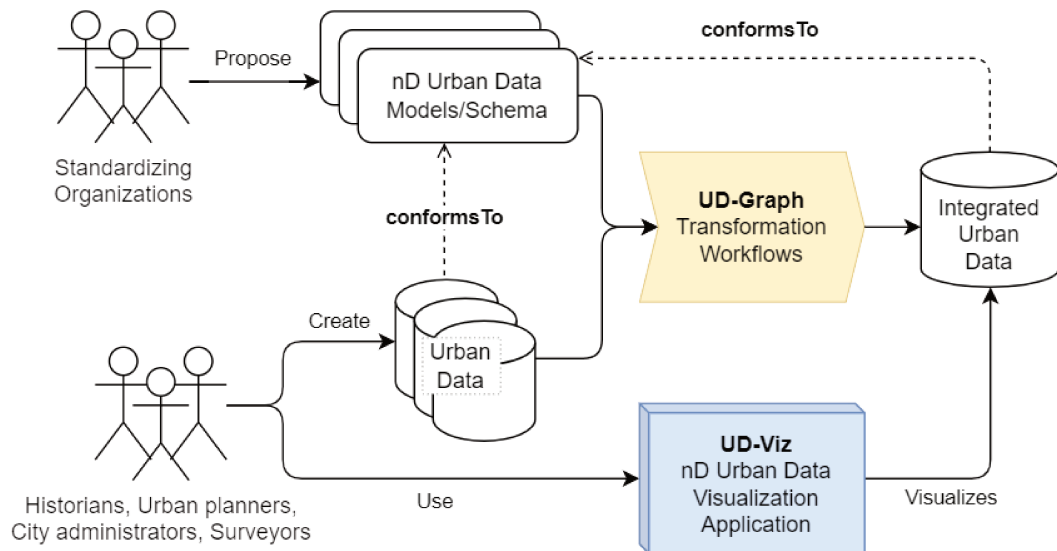 conformsTo
Propose
nD Urban Data
Models/Schema
Standardizing
Organizations
UD-Graph
Transformation
Workflows
Integrated
Urban
Data
conformsTo
Create
Urban
Data
UD-Viz
nD Urban Data
Visualization
Application
Use
Visualizes
Historians, Urban planners,
City administrators, Surveyors